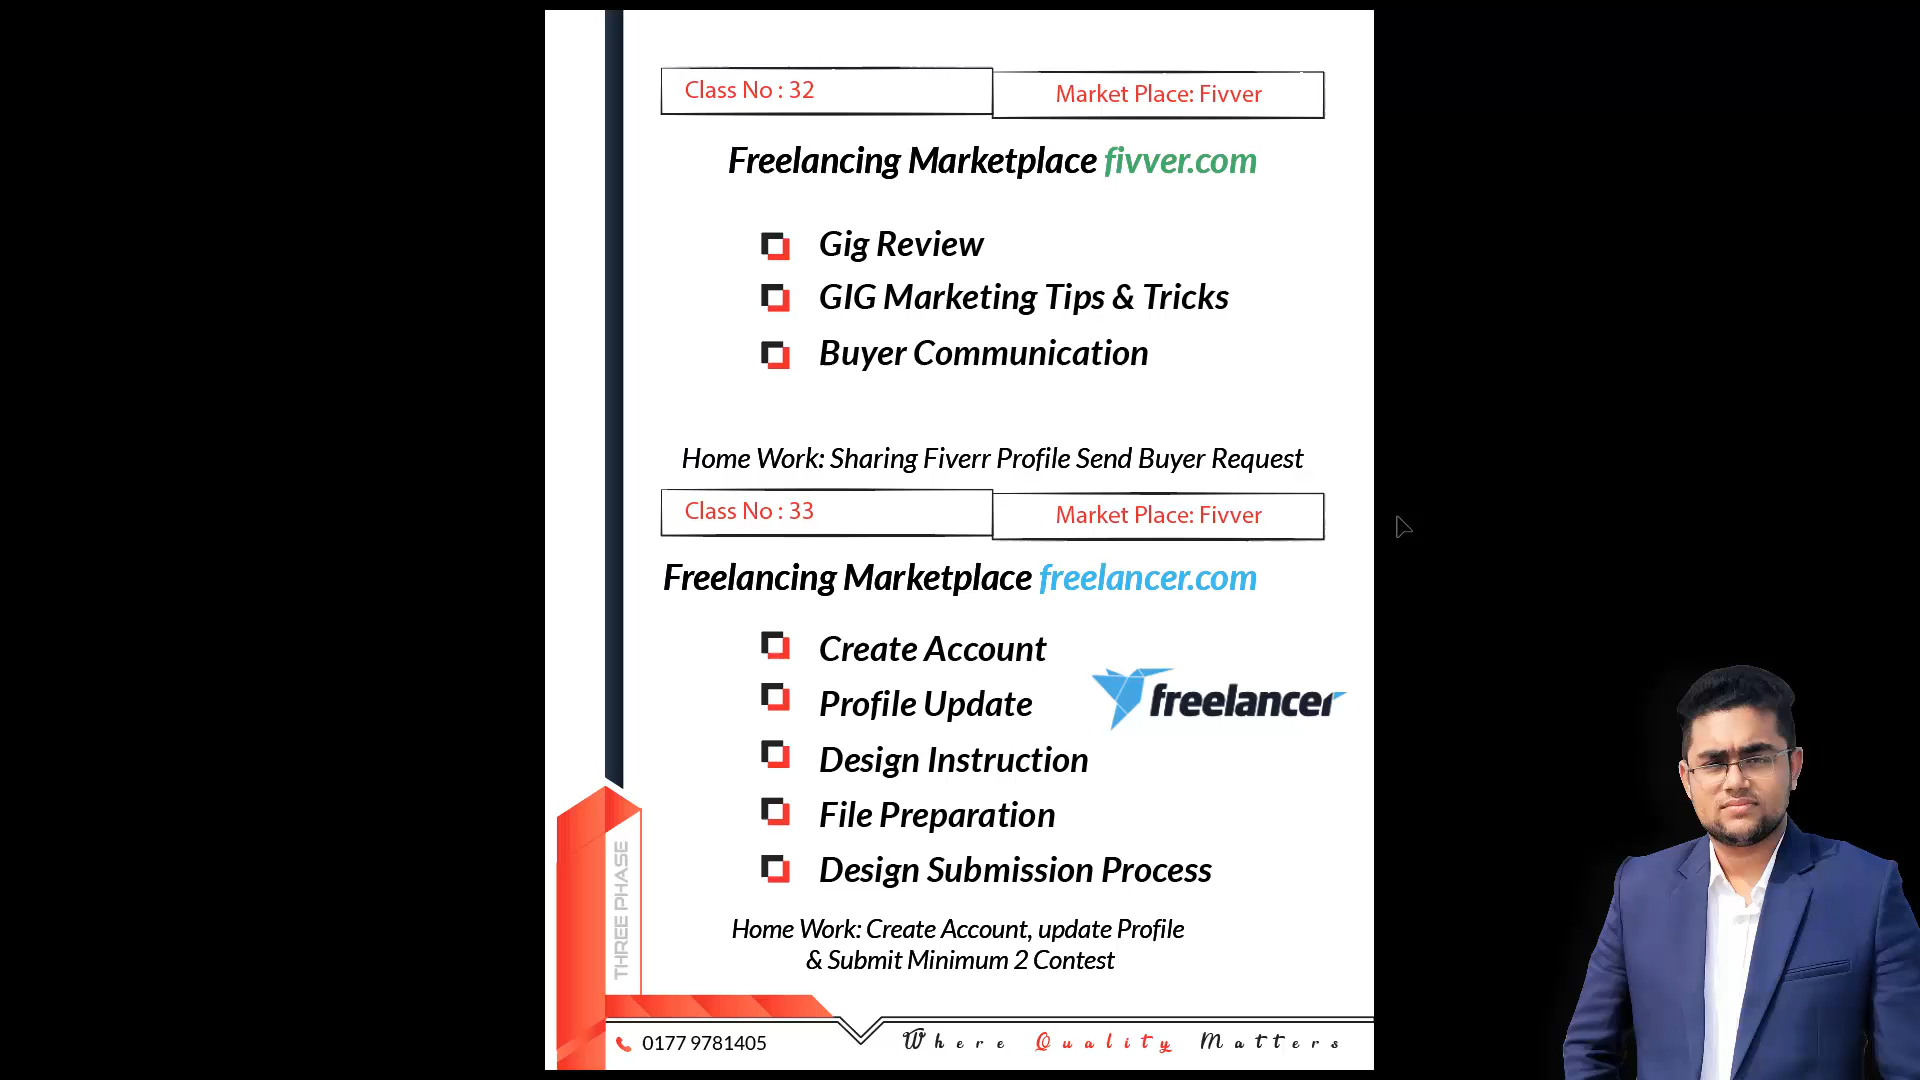 Class No : 32
Market Place: Fivver
Freelancing Marketplace fivver.com
Gig Review
GIG Marketing Tips & Tricks
Buyer Communication
Home Work: Sharing Fiverr Profile Send Buyer Request
Class No : 33
Market Place: Fivver
Freelancing Marketplace freelancer.com
Create Account
Profile Update
freelancer
Design Instruction
File Preparation
Design Submission Process
Home Work: Create Account, update Profile
& Submit Minimum 2 Contest
THREE PHASE
0177 9781405
Where Quality Matters